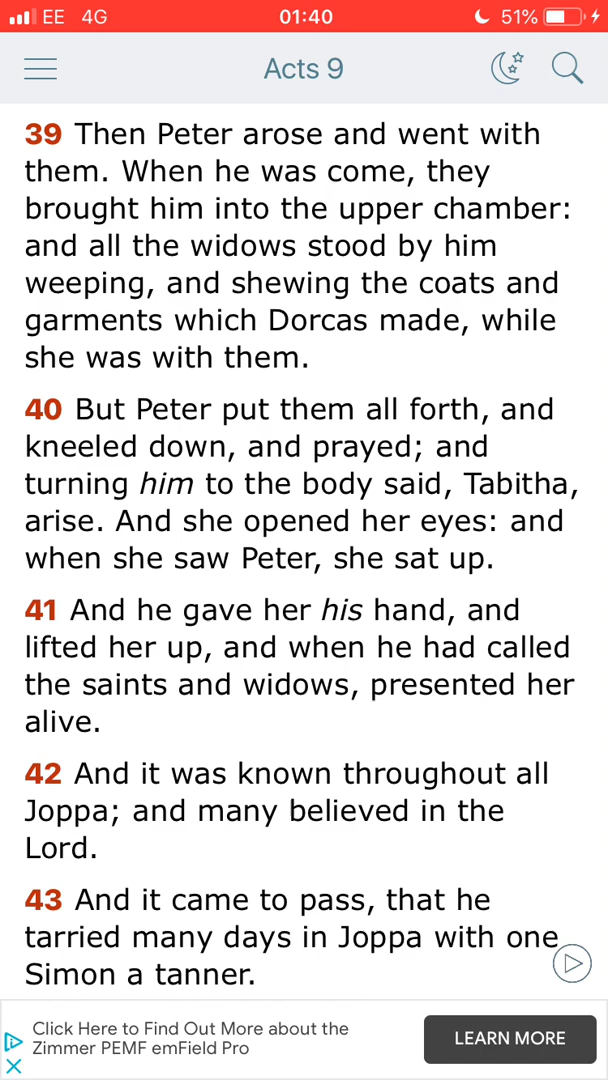 EE 4G 01:40 51%
Acts 9
39 Then Peter arose and went with
them. When he was come, they
brought him into the upper chamber:
and all the widows stood by him
weeping, and shewing the coats and
garments which Dorcas made, while
she was with them.
40 But Peter put them all forth, and
kneeled down, and prayed; and
turning him to the body said, Tabitha,
arise. And she opened her eyes: and
when she saw Peter, she sat up.
41 And he gave her his hand, and
lifted her up, and when he had called
the saints and widows, presented her
alive.
42 And it was known throughout all
Joppa; and many believed in the
Lord.
43 And it came to pass, that he
tarried many days in Joppa with one
Simon a tanner.
Click Here to Find Out More about the
Zimmer PEMF emField Pro
LEARN MORE